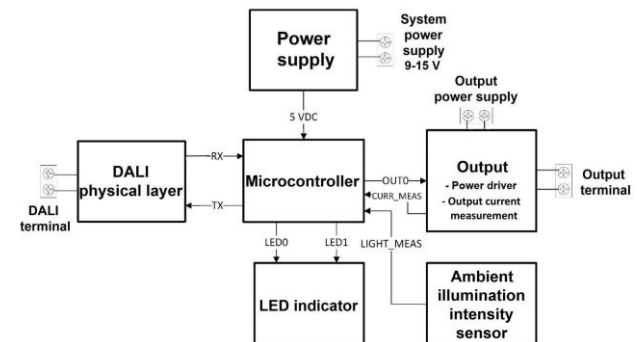 System
power
supply
9-15 V
Power
supply
5 VDC
Output
power supply
DALI
physical layer
RX
TX
DALI
terminal
Microcontroller
OUT0
CURR_MEAS
Output
- Power driver
- Output current
measurement
Output
terminal
LED0
LED1
LIGHT_MEAS
LED indicator
Ambient
illumination
intensity
sensor